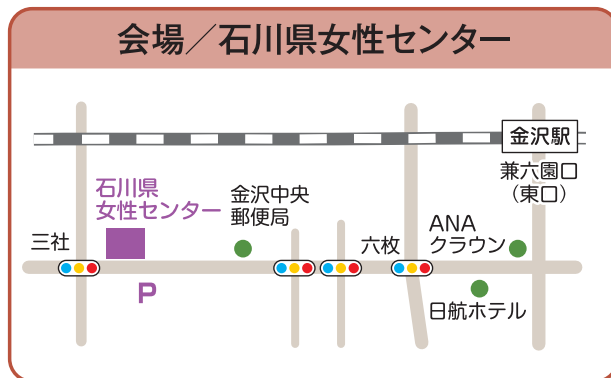 会場／石川県女性センター
金沢駅
兼六園口
（東口）
石川県
女性センター
金沢中央
郵便局
三社
六枚
ANA
クラウン
P
日航ホテル